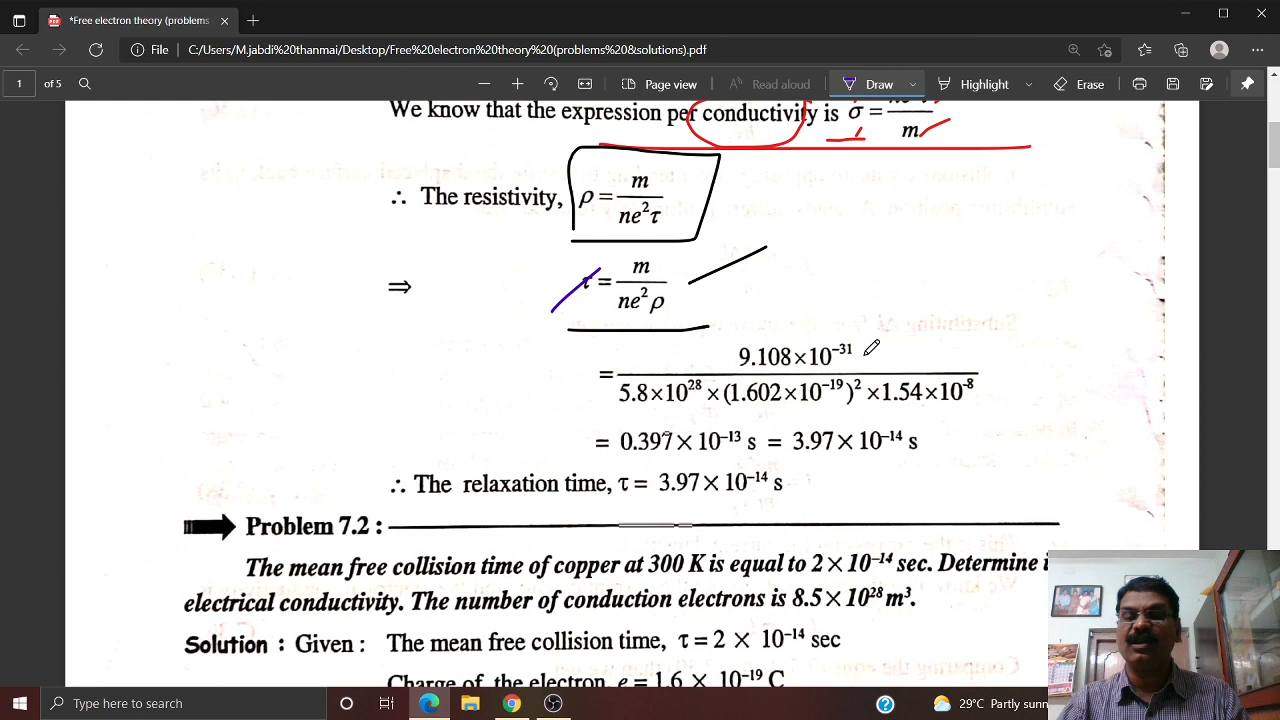 *Free electron theory (problems
File
C:/Users/M.jabdi%20thanmai/Desktop/Free%20electron%20theory%20(problems%20&solutions).pdf
1 of 5
Page view
Read aloud
Draw
Highlight
Erase
We know that the expression per conductivity is σ = / m
∴ The resistivity, ρ = m / ne²τ
⇒ τ = m / ne²ρ
= 9.108×10⁻³¹ / 5.8×10²⁸ ×(1.602×10⁻¹⁹)² ×1.54×10⁻⁸
= 0.397×10⁻¹³ s = 3.97×10⁻¹⁴ s
∴ The relaxation time, τ = 3.97×10⁻¹⁴ s
Problem 7.2 :
The mean free collision time of copper at 300 K is equal to 2×10⁻¹⁴ sec. Determine
electrical conductivity. The number of conduction electrons is 8.5×10²⁸ m³.
Solution : Given : The mean free collision time, τ = 2 × 10⁻¹⁴ sec
Charge of the electron, e = 1.6 × 10⁻¹⁹ C
Type here to search
29°C Partly sunny